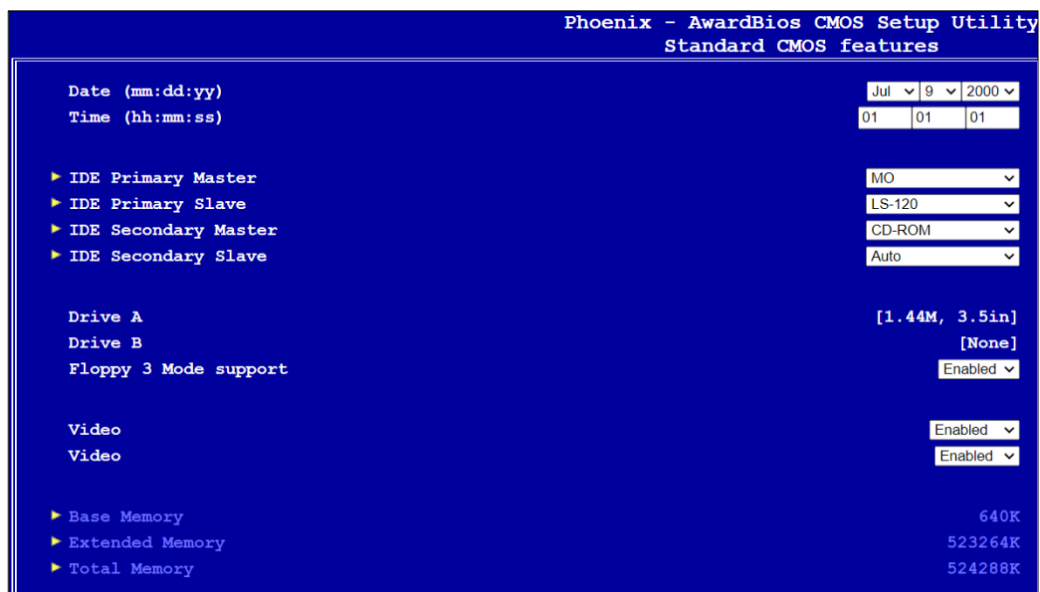 Phoenix - AwardBios CMOS Setup Utility
Standard CMOS features
Date (mm:dd:yy) Jul 9 2000
Time (hh:mm:ss) 01 01 01
IDE Primary Master MO
IDE Primary Slave LS-120
IDE Secondary Master CD-ROM
IDE Secondary Slave Auto
Drive A [1.44M, 3.5in]
Drive B [None]
Floppy 3 Mode support Enabled
Video Enabled
Video Enabled
Base Memory 640K
Extended Memory 523264K
Total Memory 524288K